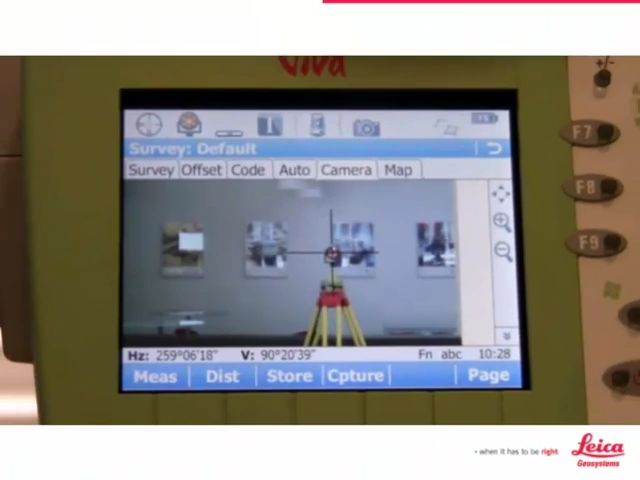 viva
+/-
Survey: Default
Survey Offset Code Auto Camera Map
Hz: 259°06'18" V: 90°20'39" Fn abc 10:28
Meas Dist Store Cpture Page
F7
F8
F9
- when it has to be right
Leica
Geosystems